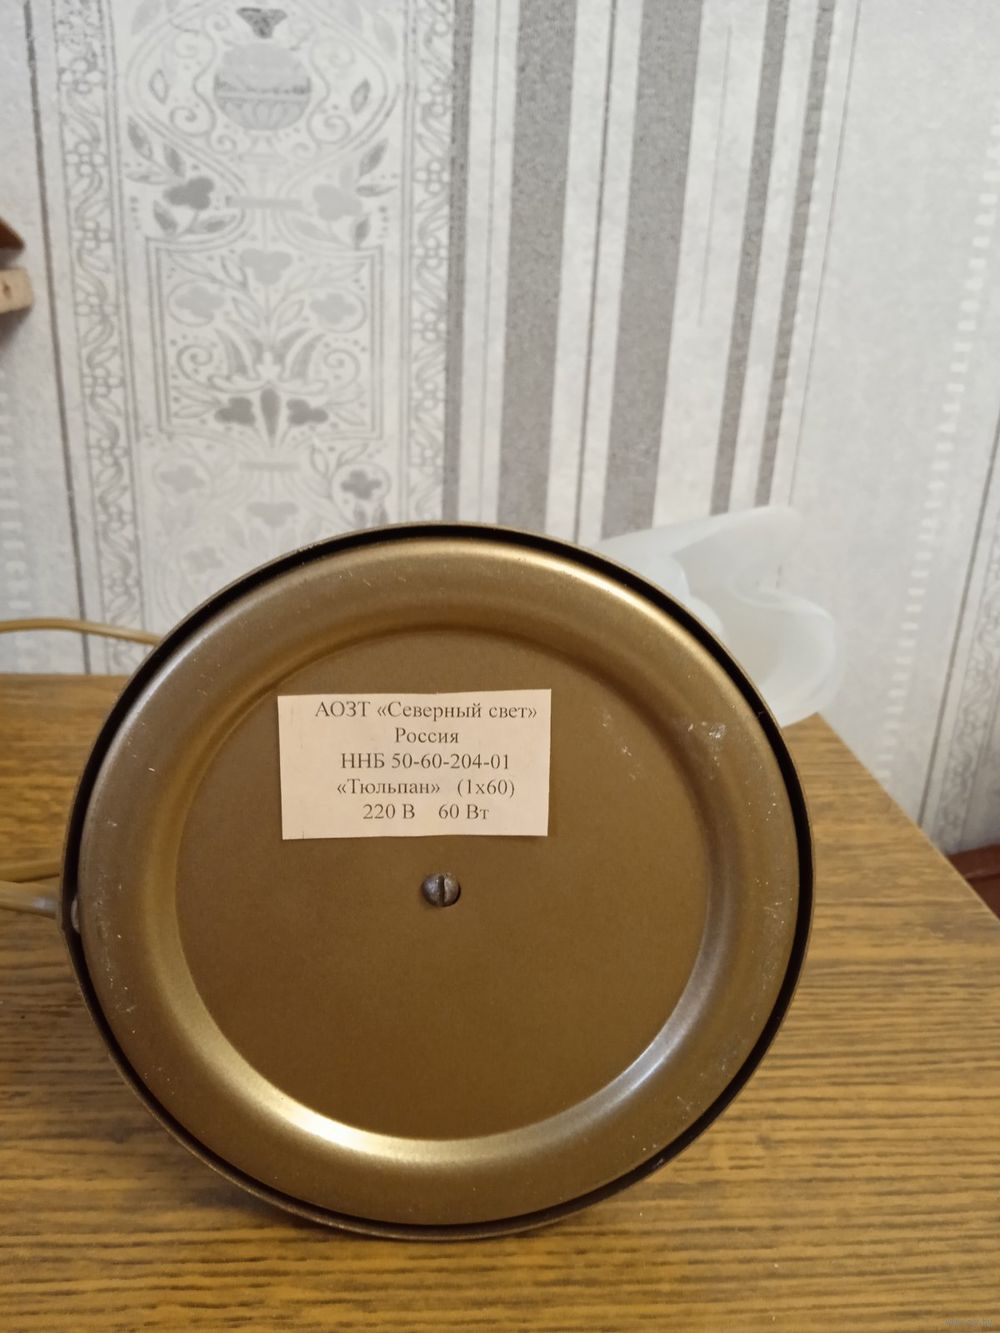 АОЗТ «Северный свет»
Россия
ННБ 50-60-204-01
«Тюльпан» (1х60)
220 В 60 Вт